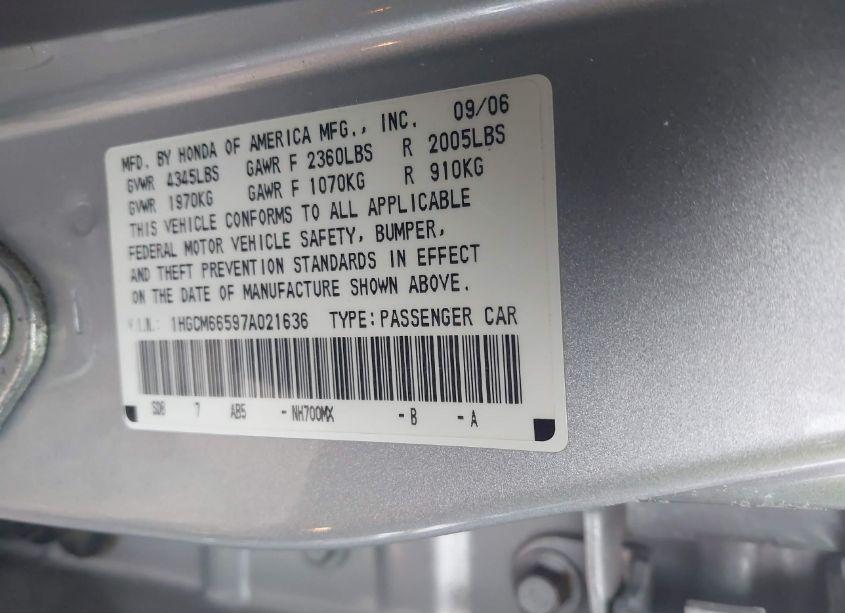 MFD. BY HONDA OF AMERICA MFG., INC. 09/06
GVWR 4345LBS GAWR F 2360LBS R 2005LBS
GVWR 1970KG GAWR F 1070KG R 910KG
THIS VEHICLE CONFORMS TO ALL APPLICABLE
FEDERAL MOTOR VEHICLE SAFETY, BUMPER,
AND THEFT PREVENTION STANDARDS IN EFFECT
ON THE DATE OF MANUFACTURE SHOWN ABOVE.
V.I.N.: 1HGCM66597A021636 TYPE:PASSENGER CAR
SDB 7 AB5 -NH700MX -B -A